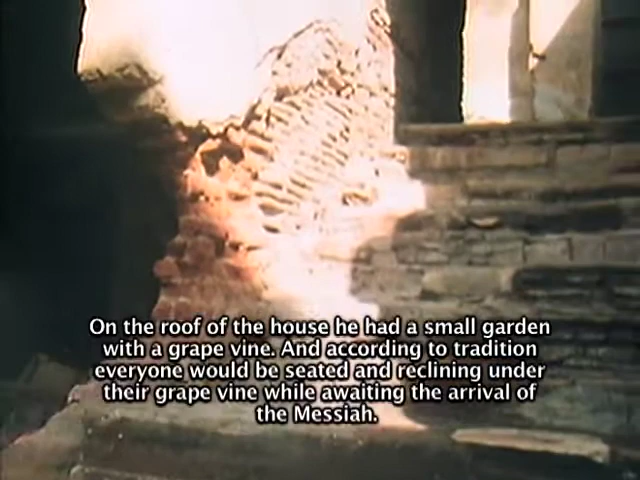 On the roof of the house he had a small garden
with a grape vine. And according to tradition
everyone would be seated and reclining under
their grape vine while awaiting the arrival of
the Messiah.